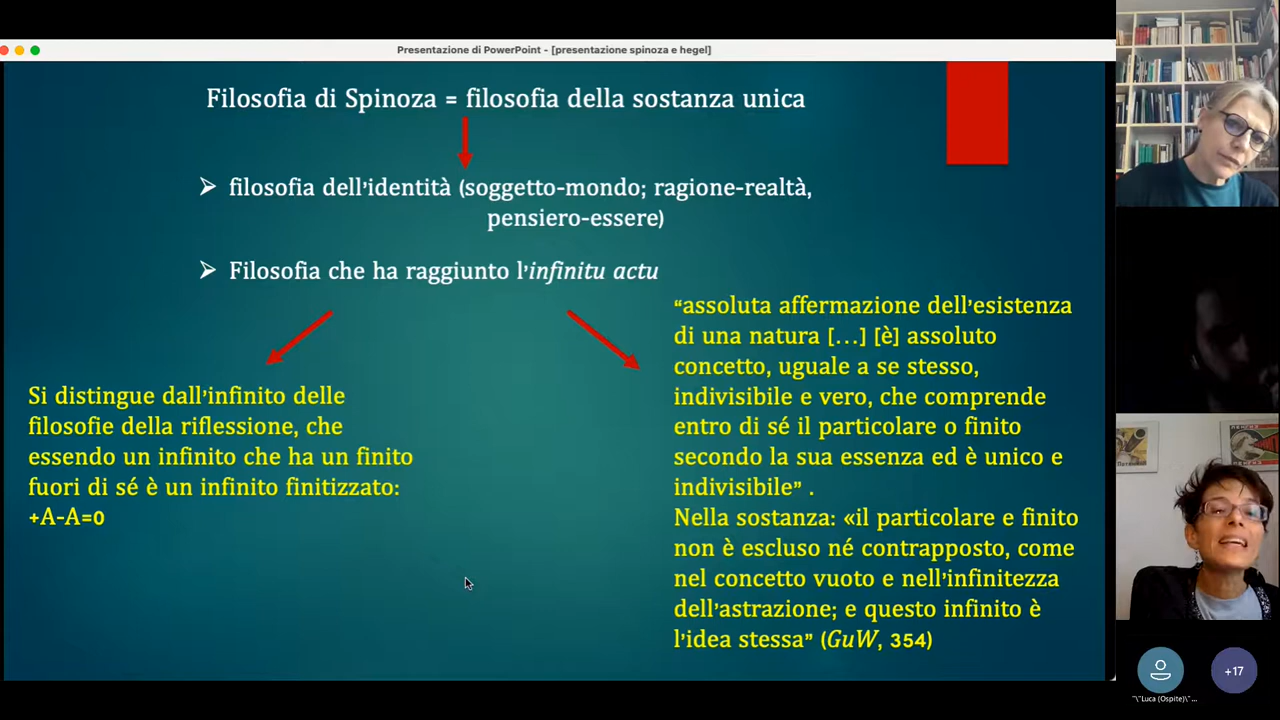 Presentazione di PowerPoint - [presentazione spinoza e hegel]
Filosofia di Spinoza = filosofia della sostanza unica
filosofia dell'identità (soggetto-mondo; ragione-realtà,
pensiero-essere)
Filosofia che ha raggiunto l'infinitu actu
Si distingue dall'infinito delle
filosofie della riflessione, che
essendo un infinito che ha un finito
fuori di sé è un infinito finitizzato:
+A-A=0
“assoluta affermazione dell'esistenza
di una natura […] [è] assoluto
concetto, uguale a se stesso,
indivisibile e vero, che comprende
entro di sé il particolare o finito
secondo la sua essenza ed è unico e
indivisibile” .
Nella sostanza: «il particolare e finito
non è escluso né contrapposto, come
nel concetto vuoto e nell'infinitezza
dell'astrazione; e questo infinito è
l'idea stessa” (GuW, 354)
+17
"\"Luca (Ospite)\" ...